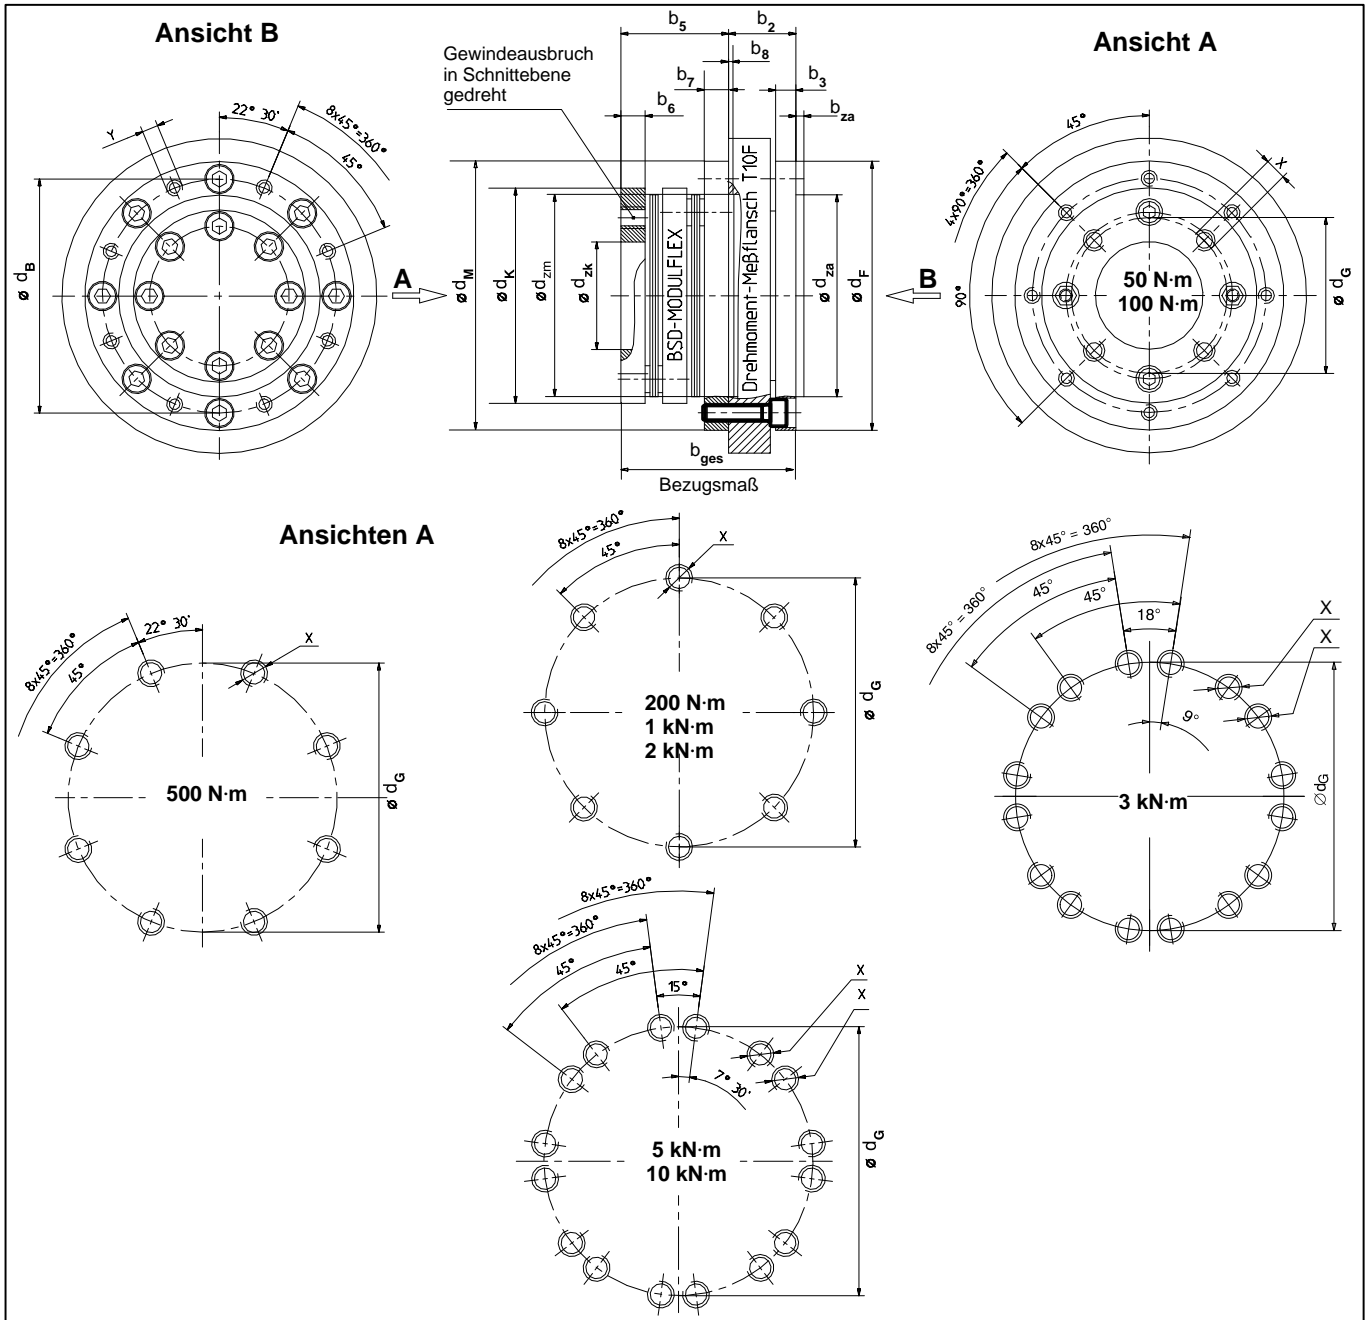 Ansicht B
22° 30'
8x45°=360°
45°
Y
ø dB
A
Gewindeausbruch
in Schnittebene
gedreht
b5
b2
b8
b7
b3
b6
bza
ø dM
ø dK
ø dzm
ø dzk
BSD-MODULFLEX
Drehmoment-Meßflansch T10F
ø dza
ø dF
bges
Bezugsmaß
B
Ansicht A
45°
4x90°=360°
90°
X
50 N·m
100 N·m
ø dG
Ansichten A
8x45°=360°
45°
22° 30'
X
500 N·m
ø dG
8x45°=360°
45°
X
200 N·m
1 kN·m
2 kN·m
ø dG
8x45° = 360°
8x45° = 360°
45°
45°
18°
X
X
9°
3 kN·m
ødG
8x45°=360°
8x45°=360°
45°
45°
15°
X
X
7° 30'
5 kN·m
10 kN·m
ø dG